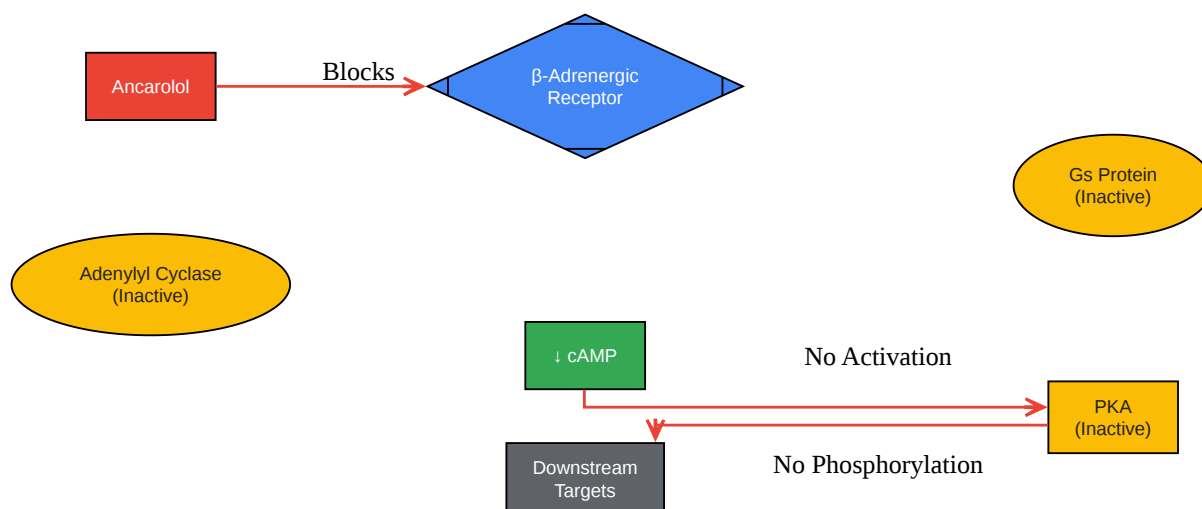 Ancarolol
Blocks
β-Adrenergic
Receptor
Gs Protein
(Inactive)
Adenylyl Cyclase
(Inactive)
↓ cAMP
No Activation
PKA
(Inactive)
No Phosphorylation
Downstream
Targets